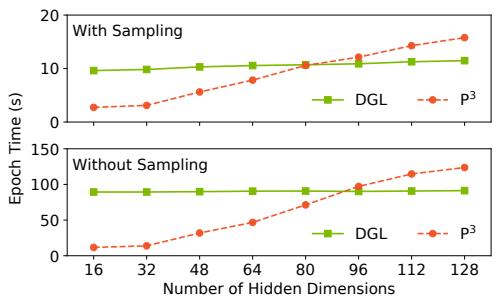 With Sampling
20
10
0
DGL
P³
Epoch Time (s)
Without Sampling
150
100
50
0
DGL
P³
16 32 48 64 80 96 112 128
Number of Hidden Dimensions